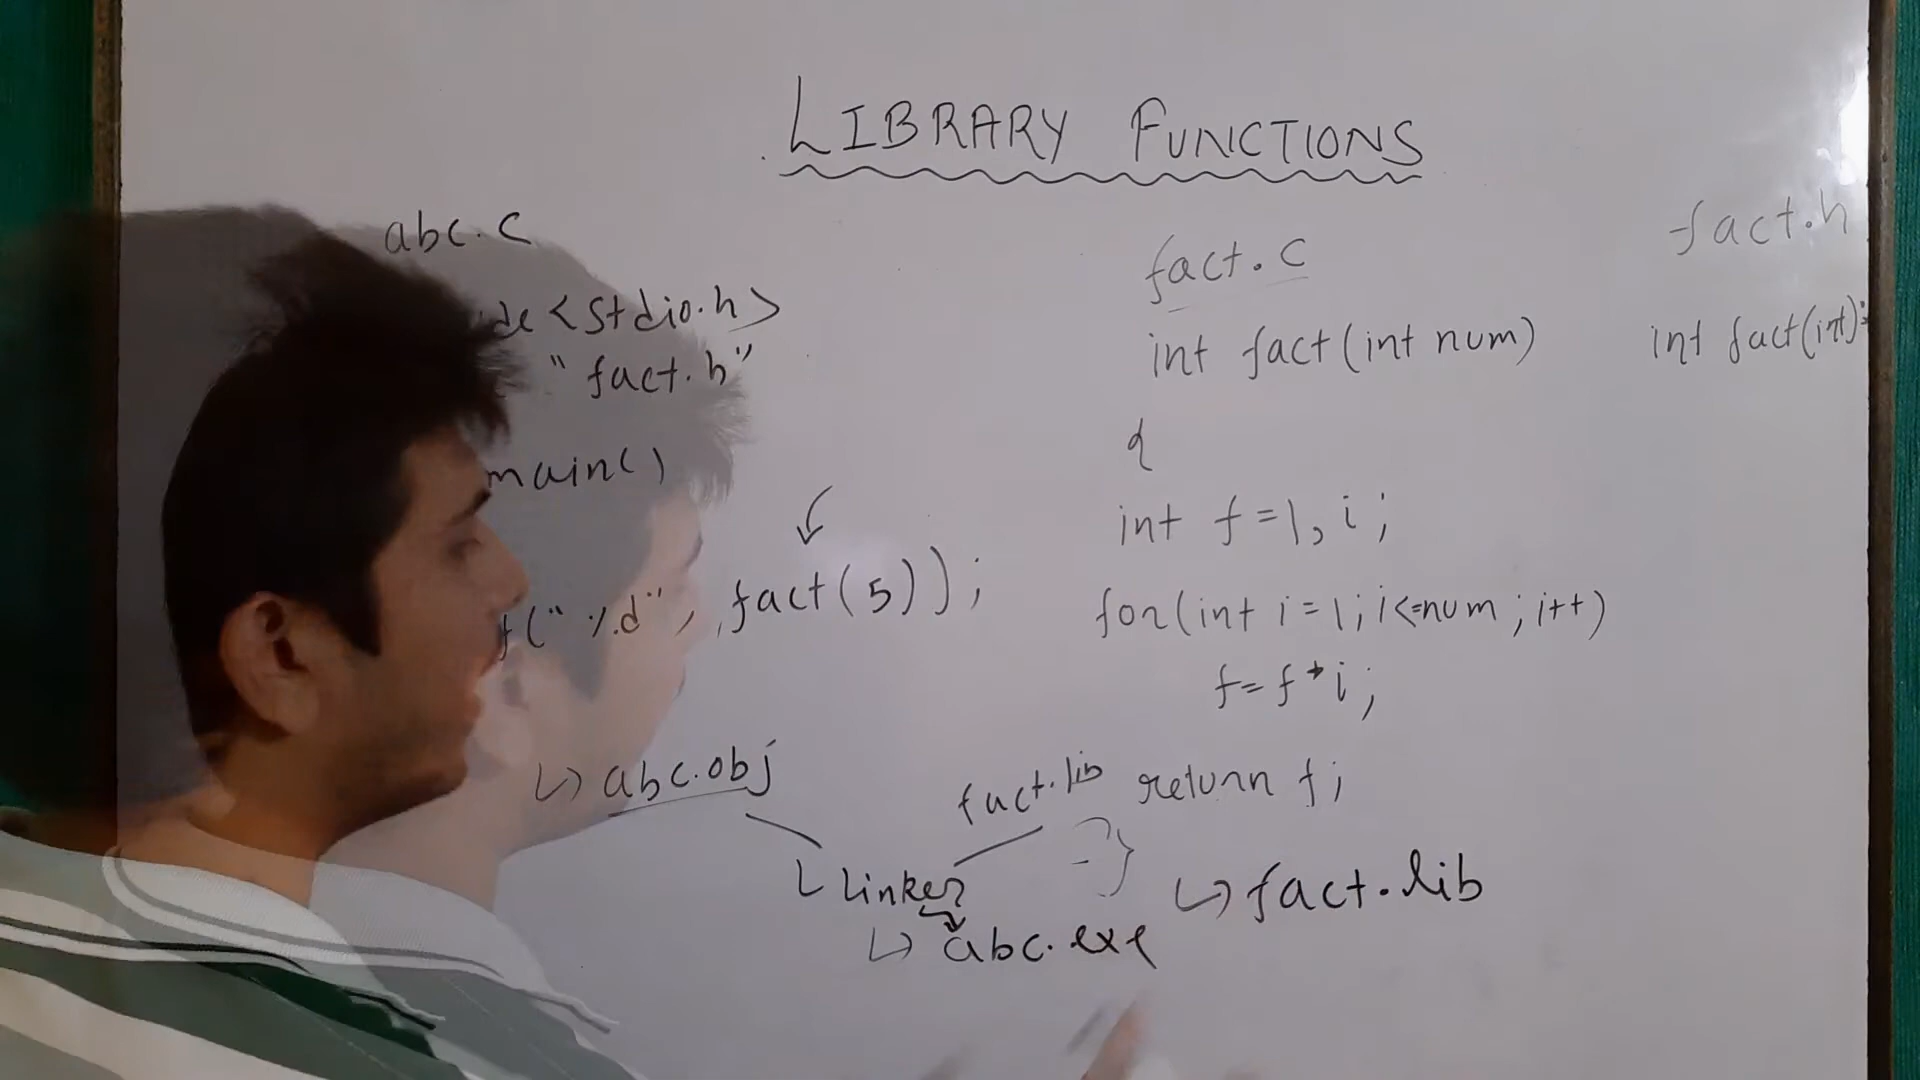 LIBRARY FUNCTIONS
abc.c
<stdio.h>
"fact.h"
main()
("%d", fact(5));
↳ abc.obj
fact.lib
↳ linker
↳ abc.exe
fact.c
int fact(int num)
{
int f=1, i;
for(int i=1; i<=num; i++)
f=f*i;
return f;
}
↳ fact.lib
fact.h
int fact(int);